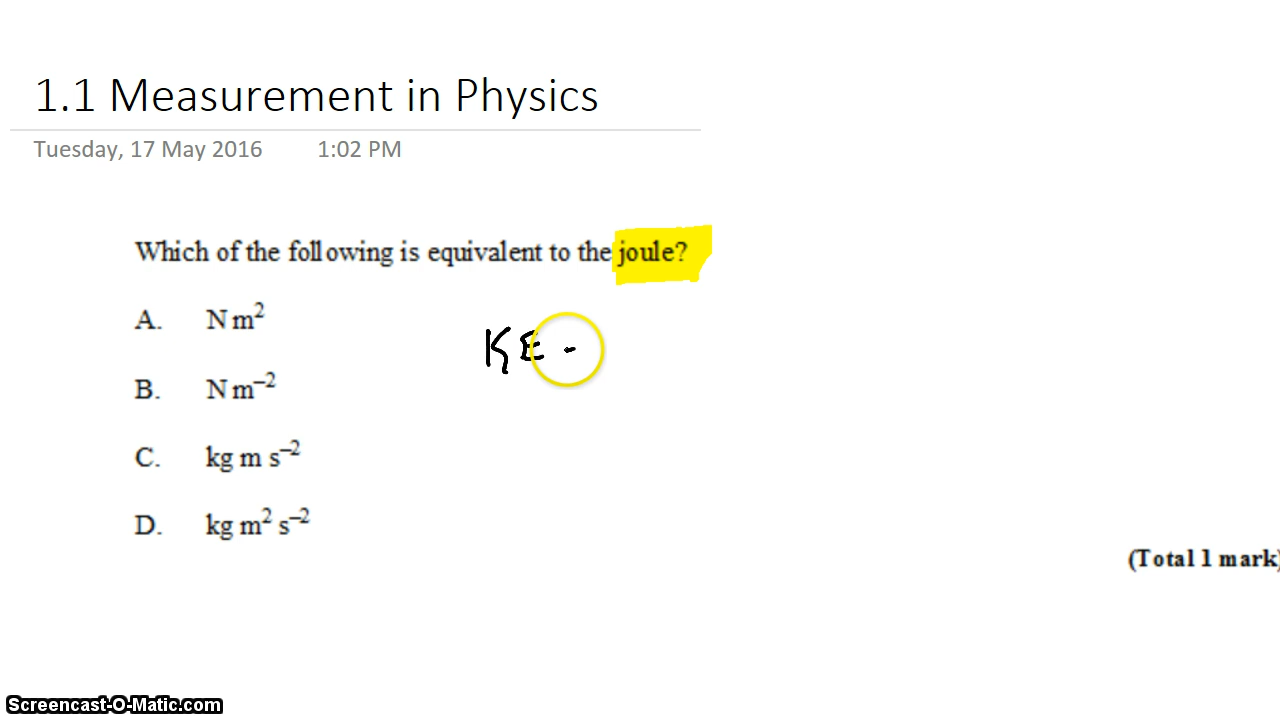 1.1 Measurement in Physics
Tuesday, 17 May 2016 1:02 PM
Which of the following is equivalent to the joule?
A. N m²
B. N m⁻²
KE -
C. kg m s⁻²
D. kg m² s⁻²
(Total 1 mark)
Screencast-O-Matic.com